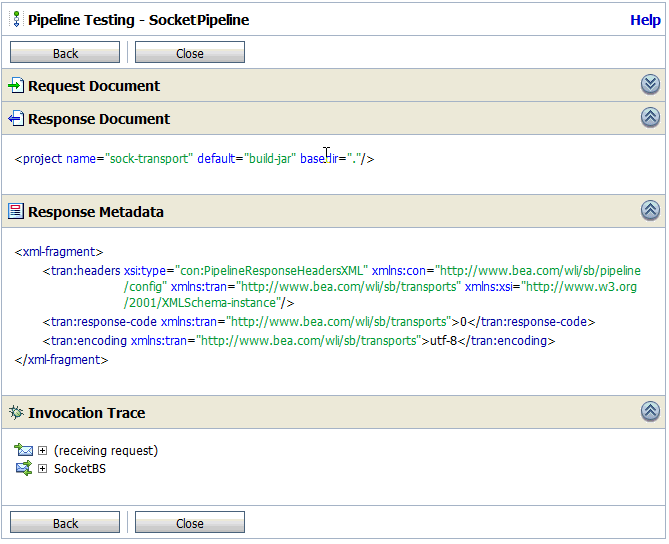 Pipeline Testing - SocketPipeline Help
Back Close
Request Document
Response Document
<project name="sock-transport" default="build-jar" basedir="."/>
Response Metadata
<xml-fragment>
<tran:headers xsi:type="con:PipelineResponseHeadersXML" xmlns:con="http://www.bea.com/wli/sb/pipeline
/config" xmlns:tran="http://www.bea.com/wli/sb/transports" xmlns:xsi="http://www.w3.org
/2001/XMLSchema-instance"/>
<tran:response-code xmlns:tran="http://www.bea.com/wli/sb/transports">0</tran:response-code>
<tran:encoding xmlns:tran="http://www.bea.com/wli/sb/transports">utf-8</tran:encoding>
</xml-fragment>
Invocation Trace
(receiving request)
SocketBS
Back Close